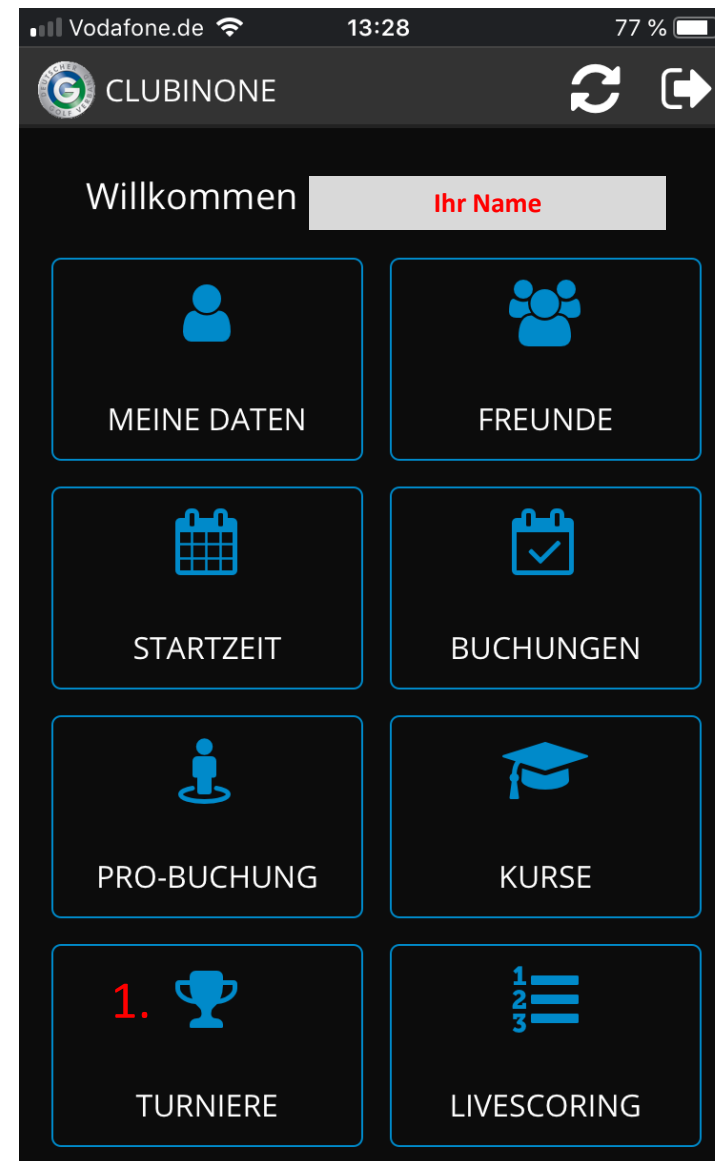 Vodafone.de 13:28 77 %
CLUBINONE
Willkommen Ihr Name
MEINE DATEN FREUNDE
STARTZEIT BUCHUNGEN
PRO-BUCHUNG KURSE
1.
1
2
3
TURNIERE LIVESCORING